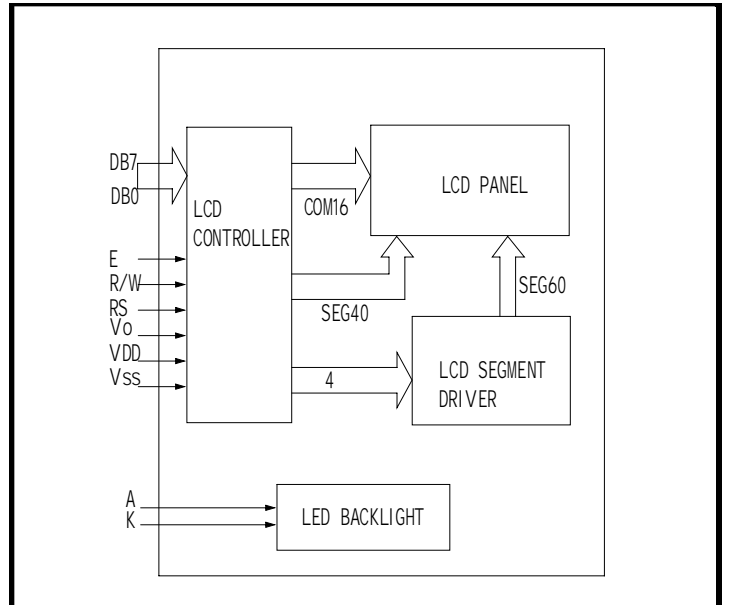 DB7
DB0
LCD
CONTROLLER
COM16
LCD PANEL
E
R/W
RS
Vo
VDD
Vss
SEG40
SEG60
4
LCD SEGMENT
DRIVER
A
K
LED BACKLIGHT